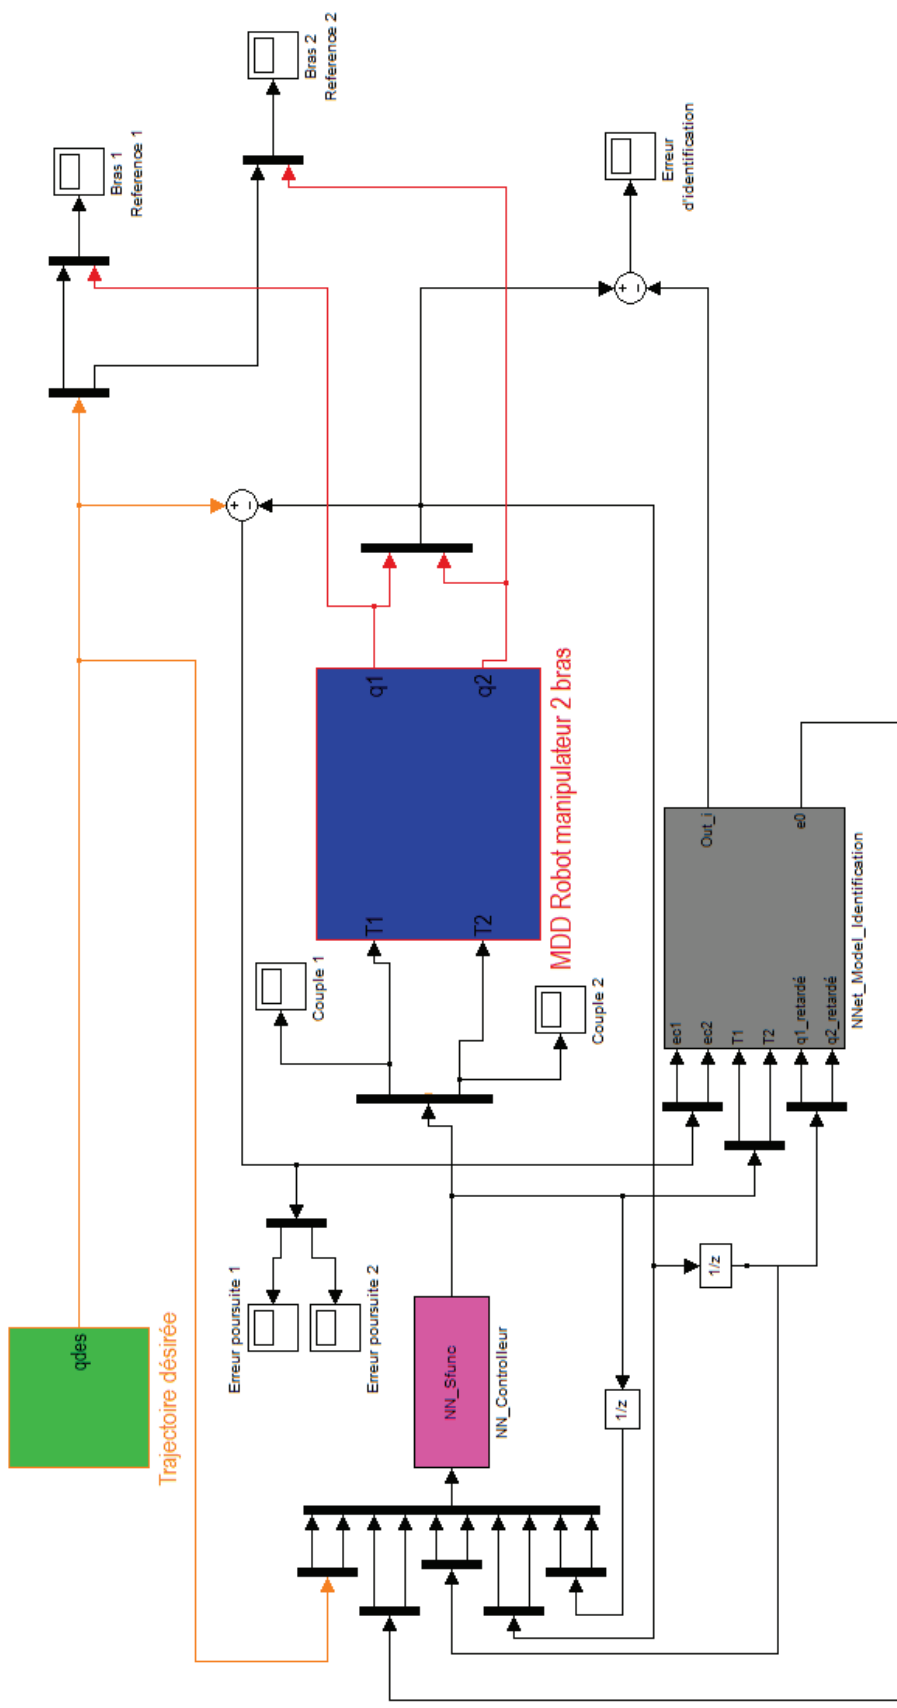 qdes
Trajectoire désirée
Bras 1
Reference 1
Bras 2
Reference 2
Erreur poursuite 1
Erreur poursuite 2
NN_Sfunc
NN_Controlleur
1/z
1/z
Couple 1
Couple 2
T1
T2
q1
q2
MDD Robot manipulateur 2 bras
+
-
+
-
Erreur
d'identification
ec1
ec2
T1
T2
q1_retardé
q2_retardé
Out_i
e0
NNet_Model_Identification